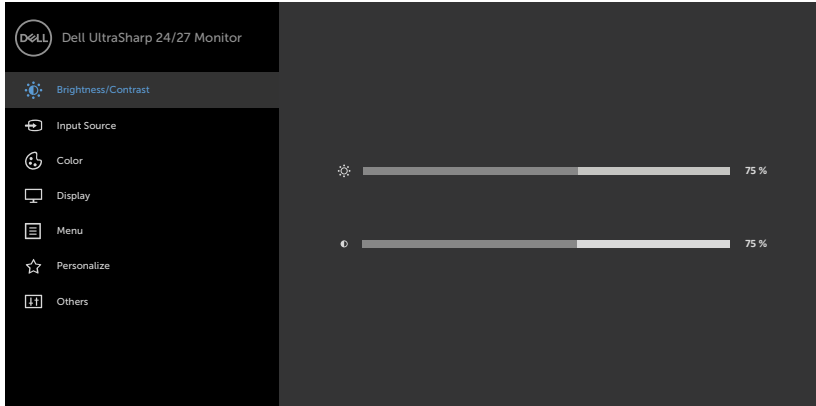 DELL
Dell UltraSharp 24/27 Monitor
Brightness/Contrast
Input Source
Color
75 %
Display
Menu
75 %
Personalize
Others